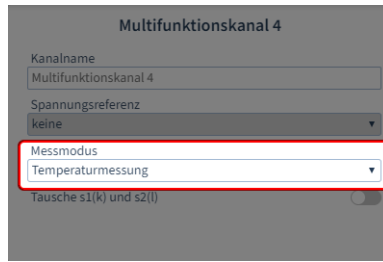 Multifunktionskanal 4
Kanalname
Multifunktionskanal 4
Spannungsreferenz
keine
Messmodus
Temperaturmessung
Tausche s1(k) und s2(l)